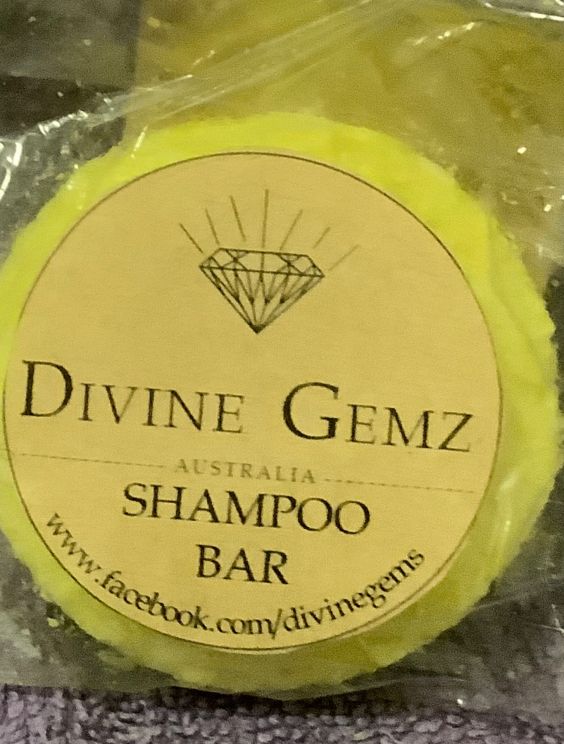 DIVINE GEMZ
AUSTRALIA
SHAMPOO
BAR
www.facebook.com/divinegems